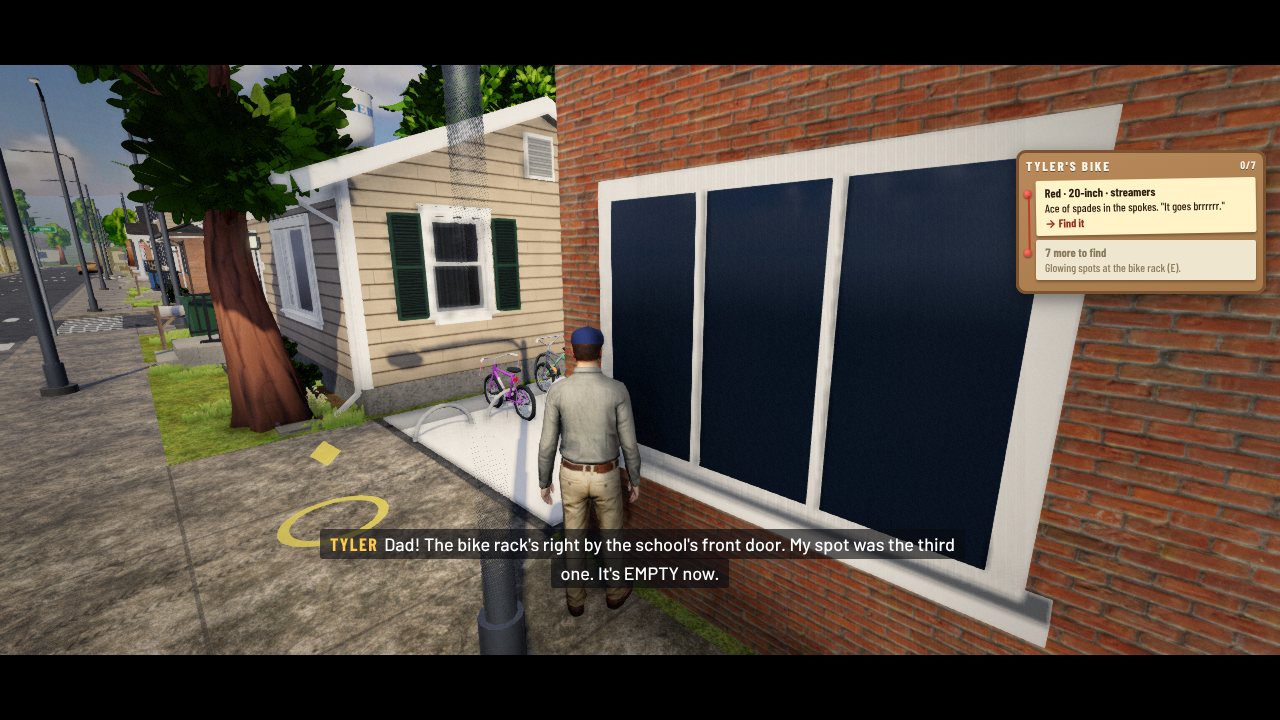 TYLER'S BIKE 0/7
Red · 20-inch · streamers
Ace of spades in the spokes. "It goes brrrrrr."
→ Find it
7 more to find
Glowing spots at the bike rack (E).
TYLER Dad! The bike rack's right by the school's front door. My spot was the third
one. It's EMPTY now.